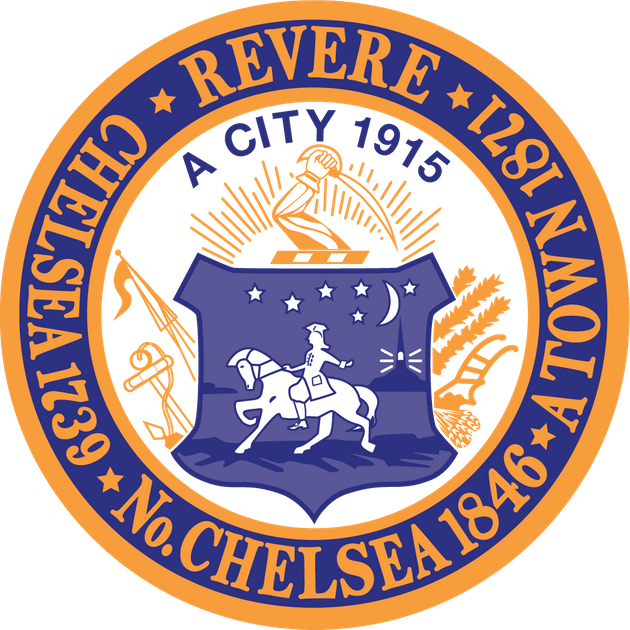 REVERE
CHELSEA 1739
No. CHELSEA 1846
A TOWN 1871
A CITY 1915